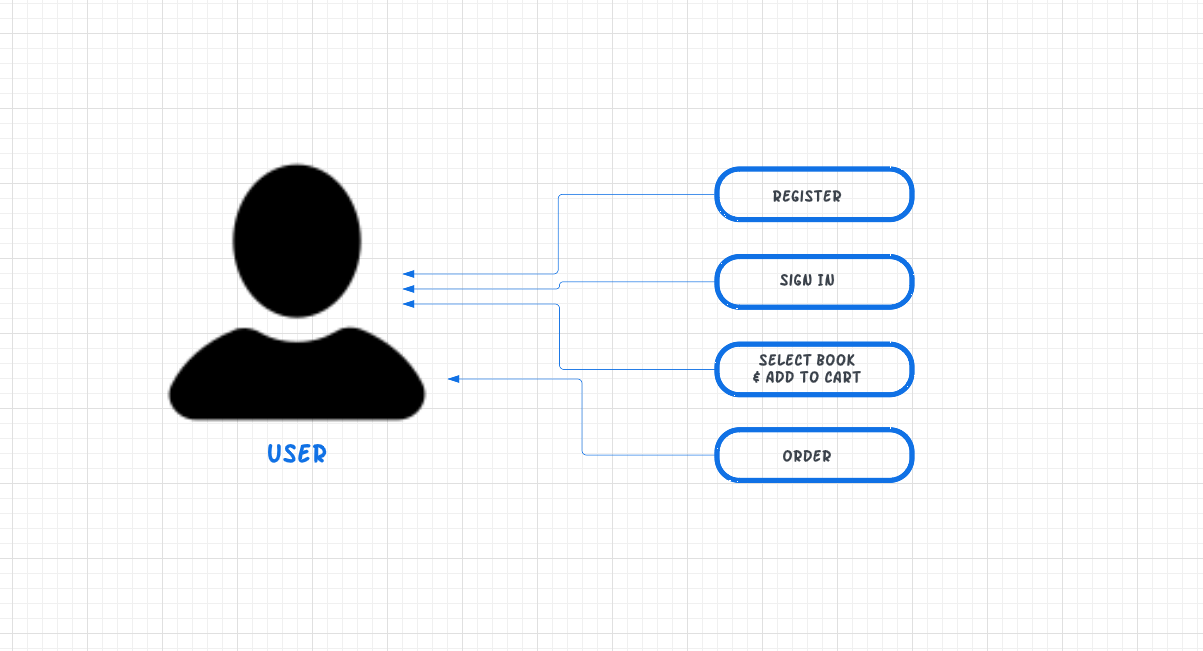 REGISTER
SIGN IN
SELECT BOOK
& ADD TO CART
ORDER
USER